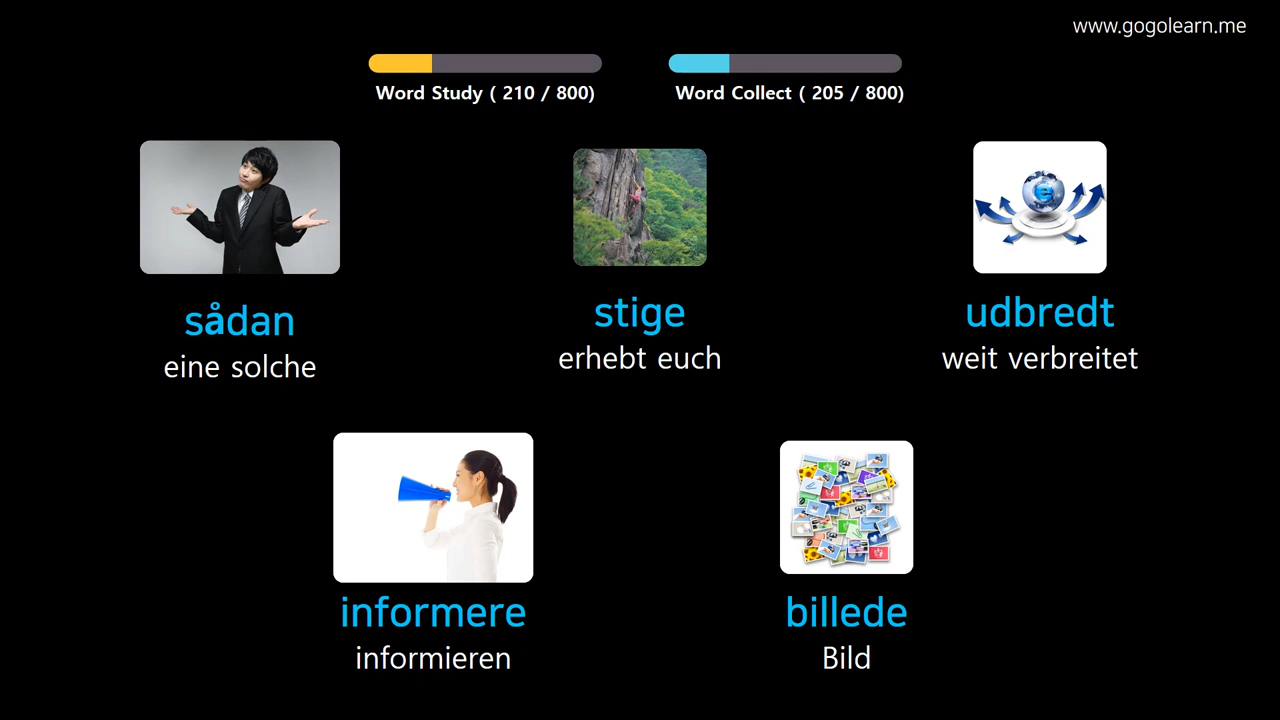 www.gogolearn.me
Word Study ( 210 / 800)
Word Collect ( 205 / 800)
sådan
eine solche
stige
erhebt euch
udbredt
weit verbreitet
informere
informieren
billede
Bild